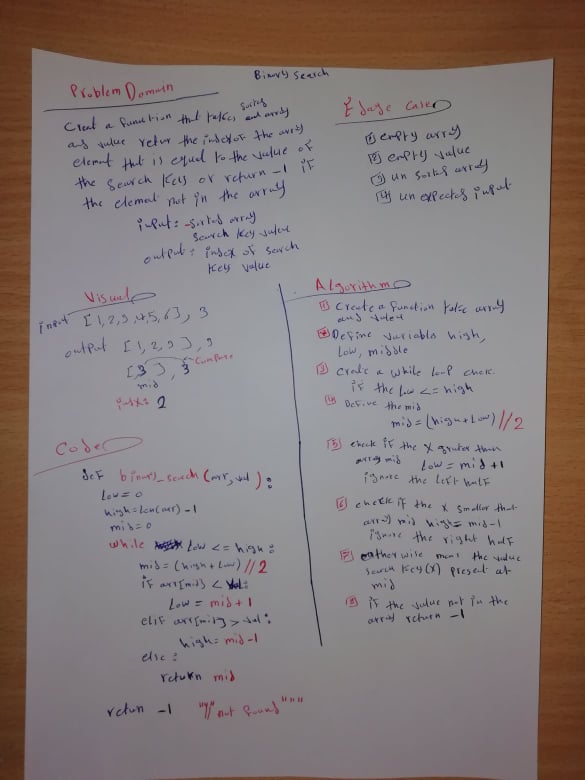 Binary Search
Problem Domain
Creat a function that takes sorted and array
and value retur the index of the array
element that is equal to the value of
the search key or return -1 if
the element not in the array
input: -sorted array
search key value
output: index of search
key value
Edage case
1 empty array
2 empty value
3 un sorted array
4 un expected input
Visual
input [1,2,3,4,5,6], 3
output [1,2,3], 3
[3], 3 compare
mid
index: 2
Algorithm
1 Create a function take array
and value
2 Define variables high,
Low, middle
3 Create a while loop check
if the Low <= high
4 Define the mid
mid = (high + Low) // 2
5 check if the X greater than
array mid Low = mid + 1
ignore the left half
6 check if the X smaller that
array mid high = mid - 1
ignore the right half
7 otherwise mens the value
search key (X) present at
mid
8 if the value not in the
array return -1
Code
def binary_search (arr, val):
Low = 0
high = Len(arr) - 1
mid = 0
while Low <= high :
mid = (high + Low) // 2
if arr[mid] < val:
Low = mid + 1
elif arr[mid] > val :
high = mid - 1
else :
return mid
retun -1 """ not found """